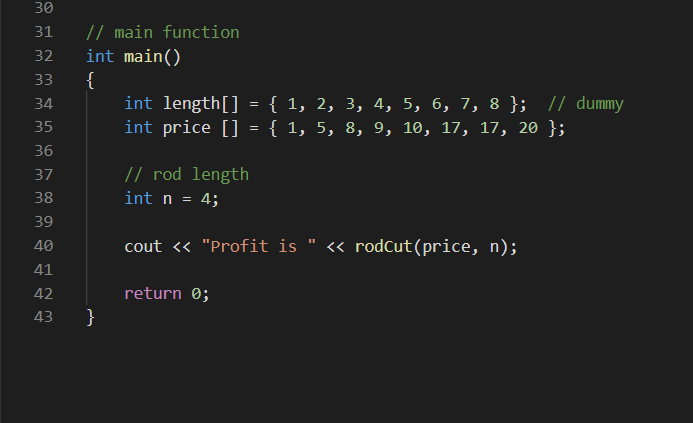 30
31 // main function
32 int main()
33 {
34 int length[] = { 1, 2, 3, 4, 5, 6, 7, 8 }; // dummy
35 int price [] = { 1, 5, 8, 9, 10, 17, 17, 20 };
36
37 // rod length
38 int n = 4;
39
40 cout << "Profit is " << rodCut(price, n);
41
42 return 0;
43 }